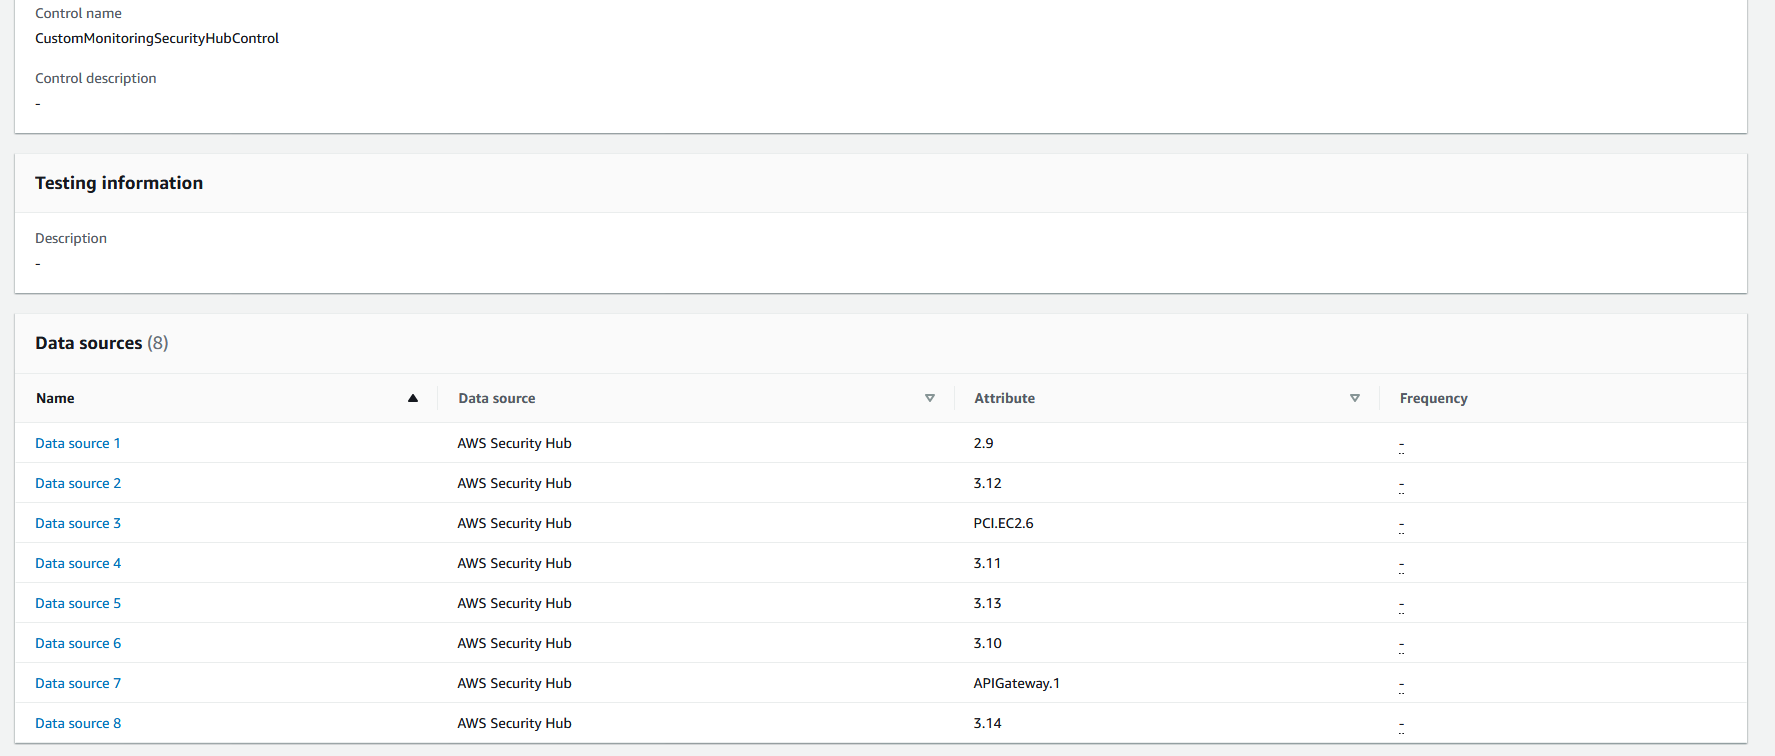 Control name
CustomMonitoringSecurityHubControl
Control description
-
Testing information
Description
-
Data sources (8)
Name Data source Attribute Frequency
Data source 1 AWS Security Hub 2.9 -
Data source 2 AWS Security Hub 3.12 -
Data source 3 AWS Security Hub PCI.EC2.6 -
Data source 4 AWS Security Hub 3.11 -
Data source 5 AWS Security Hub 3.13 -
Data source 6 AWS Security Hub 3.10 -
Data source 7 AWS Security Hub APIGateway.1 -
Data source 8 AWS Security Hub 3.14 -